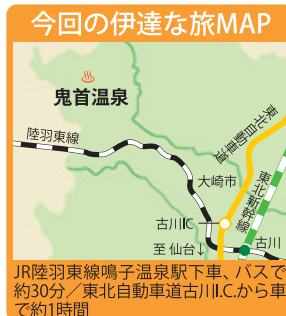 今回の伊達な旅MAP
鬼首温泉
陸羽東線
東北自動車道
大崎市
東北新幹線
古川IC
至 仙台↓
古川
JR陸羽東線鳴子温泉駅下車、バスで
約30分／東北自動車道古川I.C.から車
で約1時間